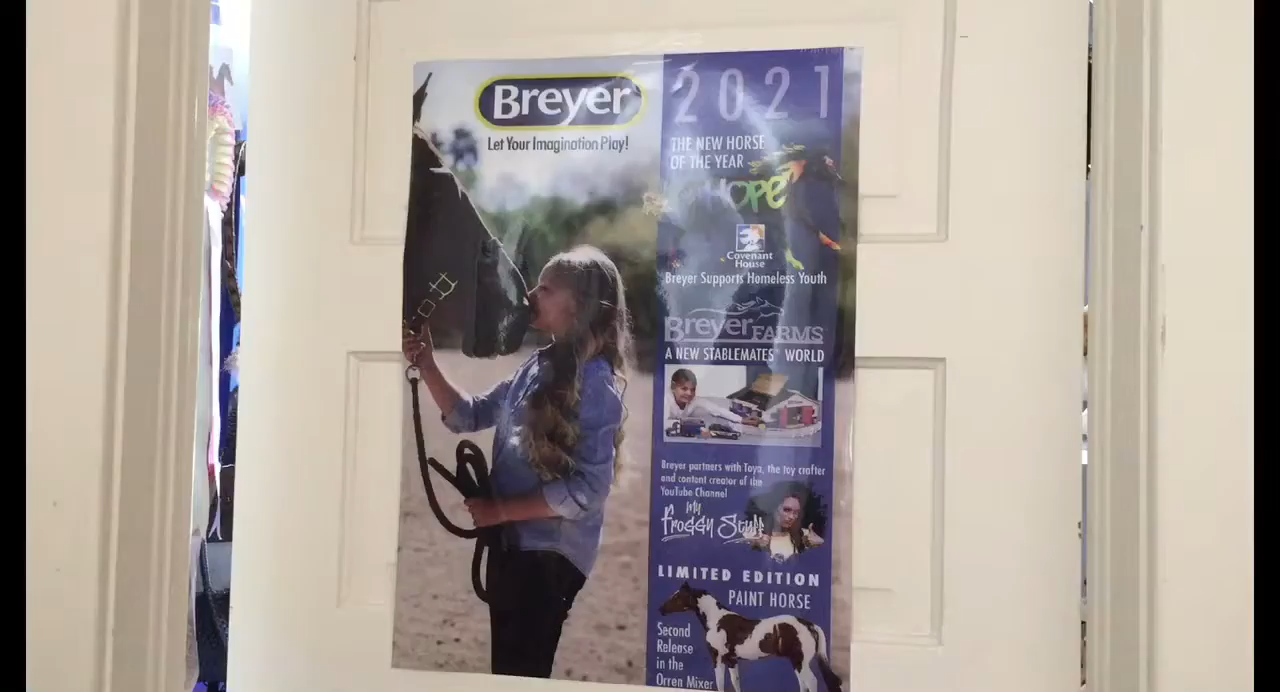 Breyer
Let Your Imagination Play!
2021
THE NEW HORSE
OF THE YEAR
HOPE
Covenant
House
Breyer Supports Homeless Youth
Breyer FARMS
A NEW STABLEMATES® WORLD
Breyer partners with Toya, the toy crafter
and content creator of the
YouTube Channel
My
Froggy Stuff
LIMITED EDITION
PAINT HORSE
Second
Release
in the
Orren Mixer